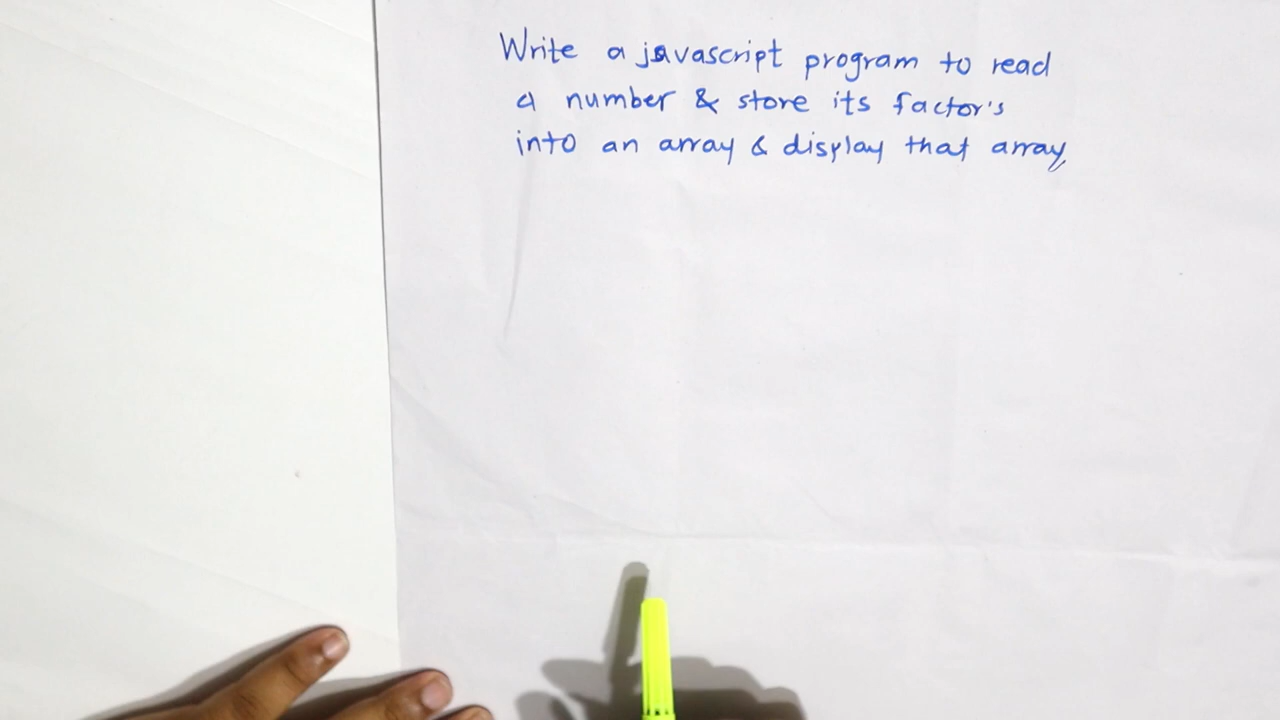 Write a javascript program to read
a number & store its factor's
into an array & display that array,